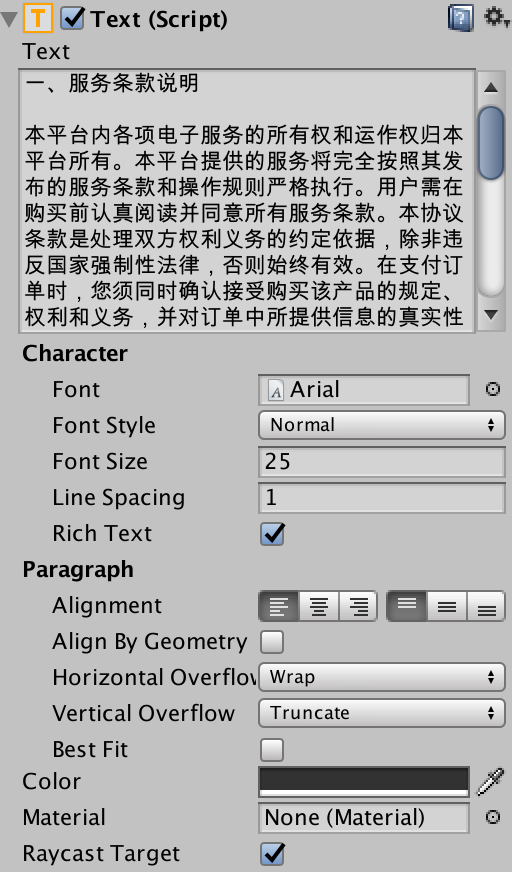 Text (Script)
Text
一、服务条款说明
本平台内各项电子服务的所有权和运作权归本
平台所有。本平台提供的服务将完全按照其发
布的服务条款和操作规则严格执行。用户需在
购买前认真阅读并同意所有服务条款。本协议
条款是处理双方权利义务的约定依据，除非违
反国家强制性法律，否则始终有效。在支付订
单时，您须同时确认接受购买该产品的规定、
权利和义务，并对订单中所提供信息的真实性
Character
Font Arial
Font Style Normal
Font Size 25
Line Spacing 1
Rich Text
Paragraph
Alignment
Align By Geometry
Horizontal Overflow Wrap
Vertical Overflow Truncate
Best Fit
Color
Material None (Material)
Raycast Target